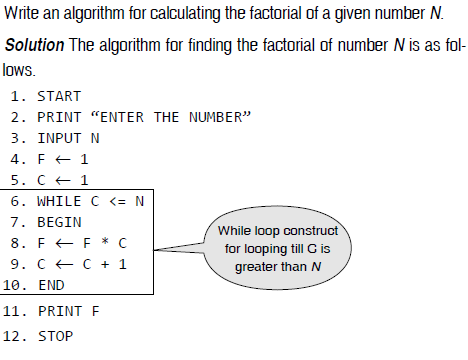 Write an algorithm for calculating the factorial of a given number N.
Solution The algorithm for finding the factorial of number N is as fol-
lows.
1. START
2. PRINT “ENTER THE NUMBER”
3. INPUT N
4. F ← 1
5. C ← 1
6. WHILE C <= N
7. BEGIN
8. F ← F * C
9. C ← C + 1
10. END
While loop construct
for looping till C is
greater than N
11. PRINT F
12. STOP